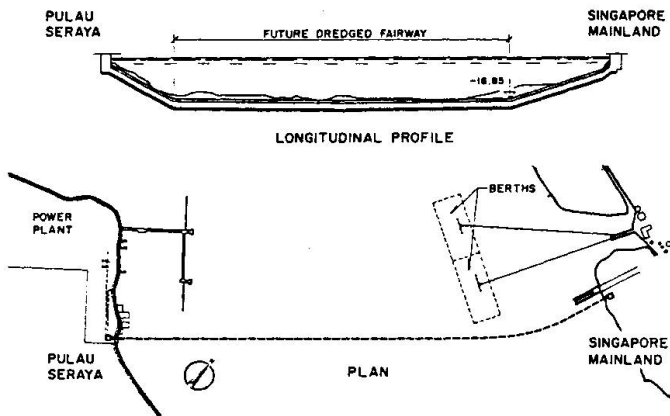 PULAU
SERAYA
FUTURE DREDGED FAIRWAY
SINGAPORE
MAINLAND
-16.85
LONGITUDINAL PROFILE
POWER
PLANT
BERTHS
PULAU
SERAYA
PLAN
SINGAPORE
MAINLAND